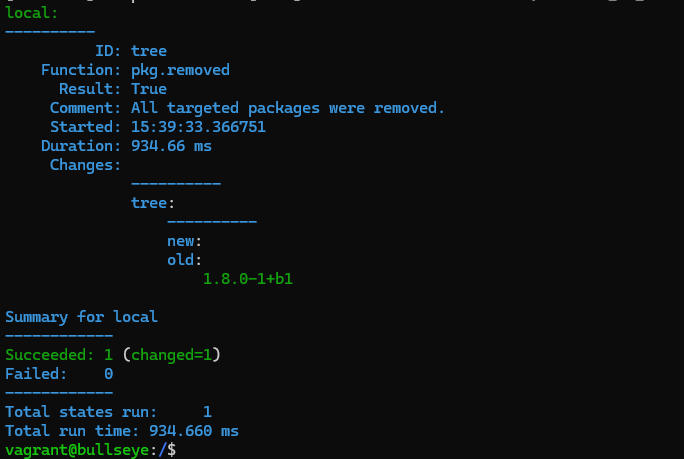 local:
----------
          ID: tree
    Function: pkg.removed
      Result: True
     Comment: All targeted packages were removed.
     Started: 15:39:33.366751
    Duration: 934.66 ms
     Changes:
              ----------
              tree:
                  ----------
                  new:
                  old:
                      1.8.0-1+b1

Summary for local
------------
Succeeded: 1 (changed=1)
Failed:    0
------------
Total states run:     1
Total run time: 934.660 ms
vagrant@bullseye:/$